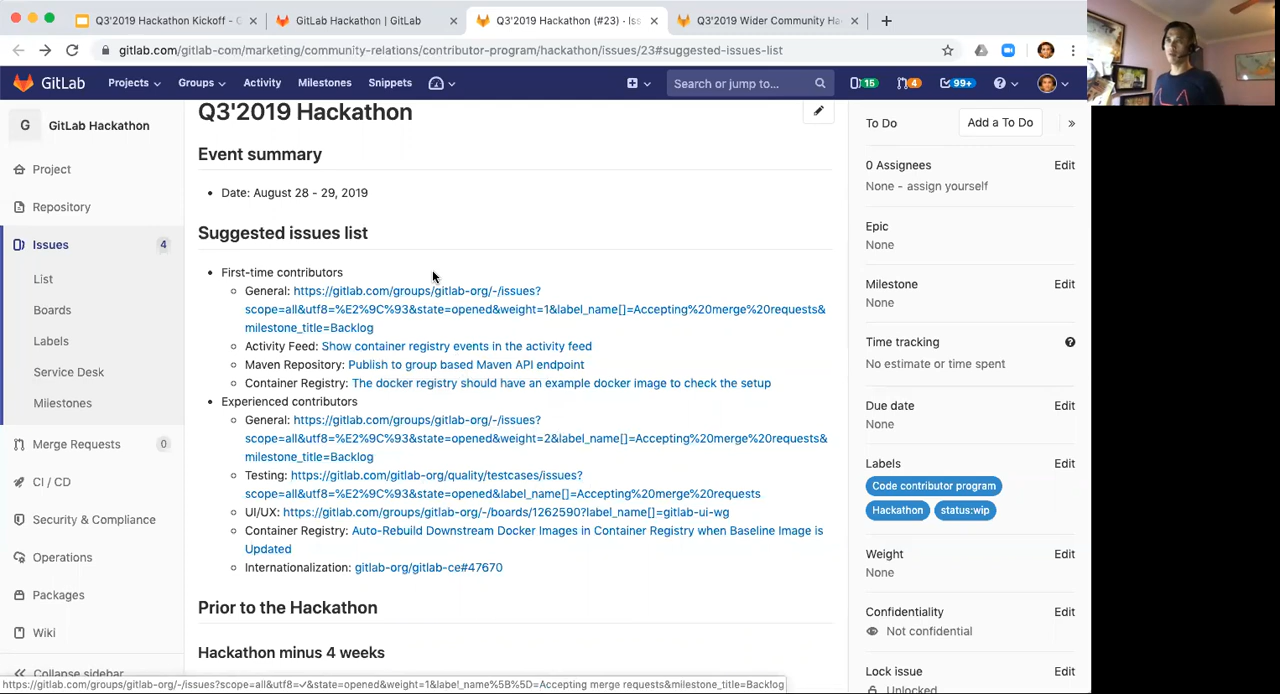 Q3'2019 Hackathon Kickoff - G
GitLab Hackathon | GitLab
Q3'2019 Hackathon (#23) · Iss
Q3'2019 Wider Community Ha
gitlab.com/gitlab-com/marketing/community-relations/contributor-program/hackathon/issues/23#suggested-issues-list
GitLab
Projects
Groups
Activity
Milestones
Snippets
Search or jump to...
15
4
99+
G
GitLab Hackathon
Project
Repository
Issues
4
List
Boards
Labels
Service Desk
Milestones
Merge Requests
0
CI / CD
Security & Compliance
Operations
Packages
Wiki
Collapse sidebar
Q3'2019 Hackathon
Event summary
Date: August 28 - 29, 2019
Suggested issues list
First-time contributors
General: https://gitlab.com/groups/gitlab-org/-/issues?
scope=all&utf8=%E2%9C%93&state=opened&weight=1&label_name[]=Accepting%20merge%20requests&
milestone_title=Backlog
Activity Feed: Show container registry events in the activity feed
Maven Repository: Publish to group based Maven API endpoint
Container Registry: The docker registry should have an example docker image to check the setup
Experienced contributors
General: https://gitlab.com/groups/gitlab-org/-/issues?
scope=all&utf8=%E2%9C%93&state=opened&weight=2&label_name[]=Accepting%20merge%20requests&
milestone_title=Backlog
Testing: https://gitlab.com/gitlab-org/quality/testcases/issues?
scope=all&utf8=%E2%9C%93&state=opened&label_name[]=Accepting%20merge%20requests
UI/UX: https://gitlab.com/groups/gitlab-org/-/boards/1262590?label_name[]=gitlab-ui-wg
Container Registry: Auto-Rebuild Downstream Docker Images in Container Registry when Baseline Image is
Updated
Internationalization: gitlab-org/gitlab-ce#47670
Prior to the Hackathon
Hackathon minus 4 weeks
To Do
Add a To Do
0 Assignees
Edit
None - assign yourself
Epic
None
Milestone
Edit
None
Time tracking
No estimate or time spent
Due date
Edit
None
Labels
Edit
Code contributor program
Hackathon
status:wip
Weight
Edit
None
Confidentiality
Edit
Not confidential
Lock issue
Edit
Unlocked
https://gitlab.com/groups/gitlab-org/-/issues?scope=all&utf8=✓&state=opened&weight=1&label_name%5B%5D=Accepting merge requests&milestone_title=Backlog